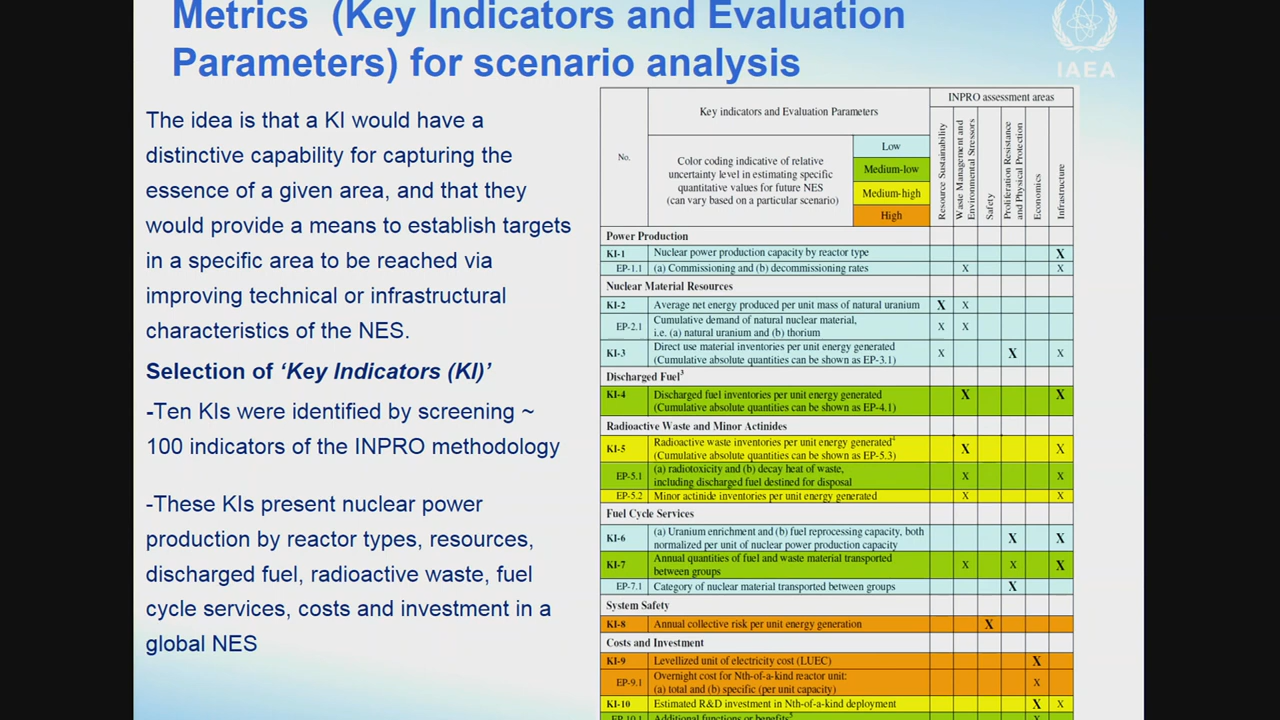 Metrics (Key Indicators and Evaluation
Parameters) for scenario analysis
IAEA
The idea is that a KI would have a
distinctive capability for capturing the
essence of a given area, and that they
would provide a means to establish targets
in a specific area to be reached via
improving technical or infrastructural
characteristics of the NES.
Selection of ‘Key Indicators (KI)’
-Ten KIs were identified by screening ~
100 indicators of the INPRO methodology
-These KIs present nuclear power
production by reactor types, resources,
discharged fuel, radioactive waste, fuel
cycle services, costs and investment in a
global NES
No.
Key indicators and Evaluation Parameters
INPRO assessment areas
Color coding indicative of relative
uncertainty level in estimating specific
quantitative values for future NES
(can vary based on a particular scenario)
Low
Medium-low
Medium-high
High
Resource Sustainability
Waste Management and
Environmental Stressors
Safety
Proliferation Resistance
and Physical Protection
Economics
Infrastructure
Power Production
KI-1 Nuclear power production capacity by reactor type X
EP-1.1 (a) Commissioning and (b) decommissioning rates X X
Nuclear Material Resources
KI-2 Average net energy produced per unit mass of natural uranium X X
EP-2.1 Cumulative demand of natural nuclear material, X X
i.e. (a) natural uranium and (b) thorium
KI-3 Direct use material inventories per unit energy generated X X X
(Cumulative absolute quantities can be shown as EP-3.1)
Discharged Fuel³
KI-4 Discharged fuel inventories per unit energy generated X X
(Cumulative absolute quantities can be shown as EP-4.1)
Radioactive Waste and Minor Actinides
KI-5 Radioactive waste inventories per unit energy generated⁴ X X
(Cumulative absolute quantities can be shown as EP-5.3)
EP-5.1 (a) radiotoxicity and (b) decay heat of waste, X X
including discharged fuel destined for disposal
EP-5.2 Minor actinide inventories per unit energy generated X X
Fuel Cycle Services
KI-6 (a) Uranium enrichment and (b) fuel reprocessing capacity, both X X
normalized per unit of nuclear power production capacity
KI-7 Annual quantities of fuel and waste material transported X X X
between groups
EP-7.1 Category of nuclear material transported between groups X
System Safety
KI-8 Annual collective risk per unit energy generation X
Costs and Investment
KI-9 Levellized unit of electricity cost (LUEC) X
EP-9.1 Overnight cost for Nth-of-a-kind reactor unit: X
(a) total and (b) specific (per unit capacity)
KI-10 Estimated R&D investment in Nth-of-a-kind deployment X X
EP-10.1 Additional functions or benefits⁵ X